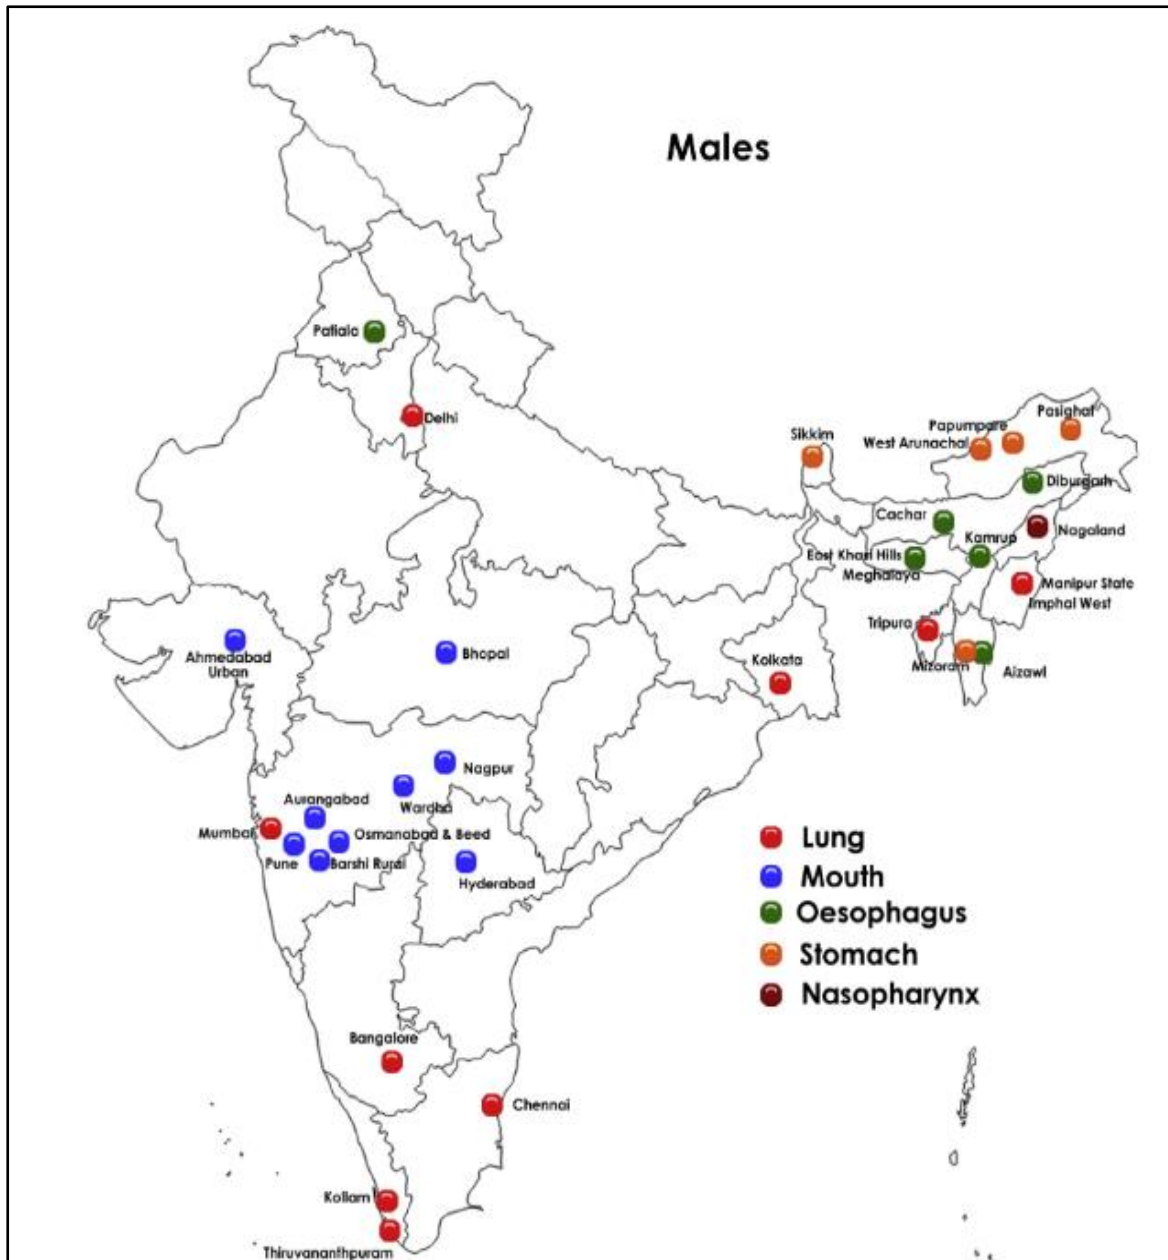 Males
Patiala
Delhi
Sikkim
Pasighat
Papumpare
West Arunachal
Diburgarh
Cachar
Nagaland
Kamrup
East Khasi Hills
Meghalaya
Manipur State
Imphal West
Tripura
Mizoram
Aizawl
Kolkata
Ahmedabad
Urban
Bhopal
Nagpur
Wardha
Aurangabad
Mumbai
Osmanabad & Beed
Pune
Barshi Rural
Hyderabad
Lung
Mouth
Oesophagus
Stomach
Nasopharynx
Bangalore
Chennai
Kollam
Thiruvananthpuram